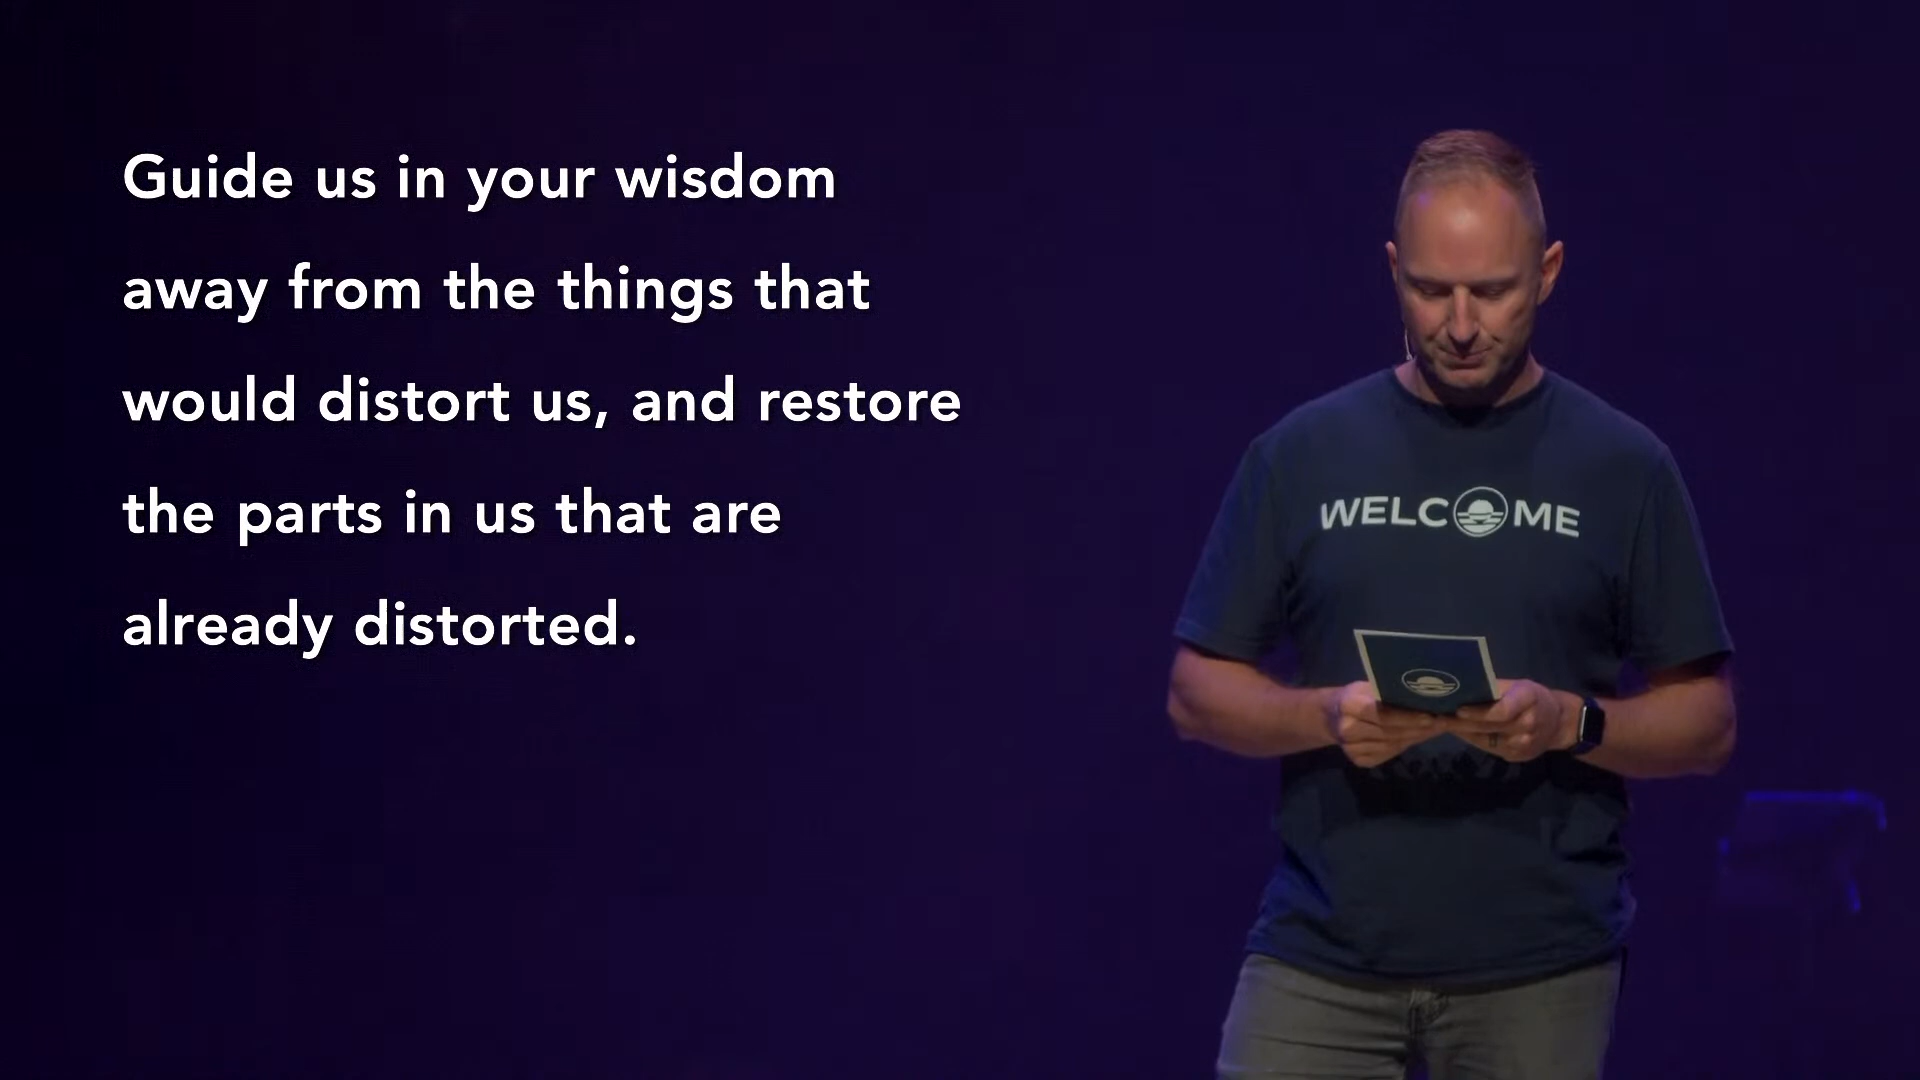 Guide us in your wisdom
away from the things that
would distort us, and restore
the parts in us that are
already distorted.
WELCOME